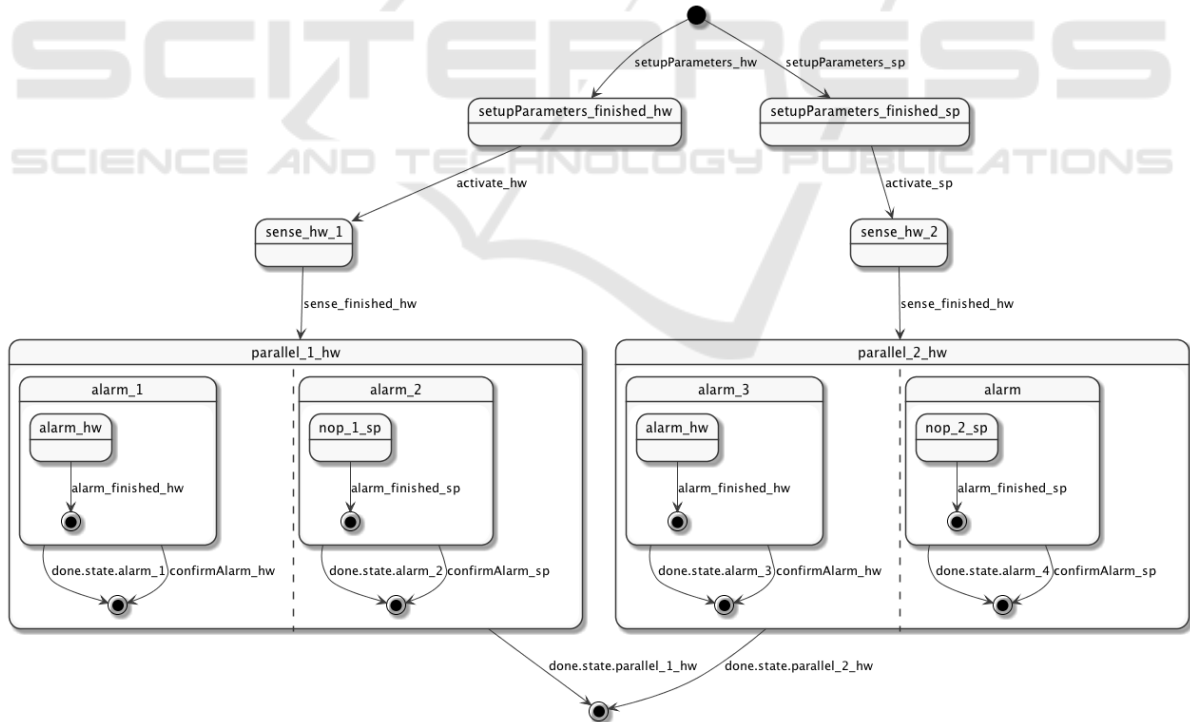 SCITEPRESS
setupParameters_hw
setupParameters_sp
setupParameters_finished_hw
setupParameters_finished_sp
SCIENCE AND TECHNOLOGY PUBLICATIONS
activate_hw
activate_sp
sense_hw_1
sense_hw_2
sense_finished_hw
sense_finished_hw
parallel_1_hw
parallel_2_hw
alarm_1
alarm_2
alarm_3
alarm
alarm_hw
nop_1_sp
alarm_hw
nop_2_sp
alarm_finished_hw
alarm_finished_sp
alarm_finished_hw
alarm_finished_sp
done.state.alarm_1
confirmAlarm_hw
done.state.alarm_2
confirmAlarm_sp
done.state.alarm_3
confirmAlarm_hw
done.state.alarm_4
confirmAlarm_sp
done.state.parallel_1_hw
done.state.parallel_2_hw